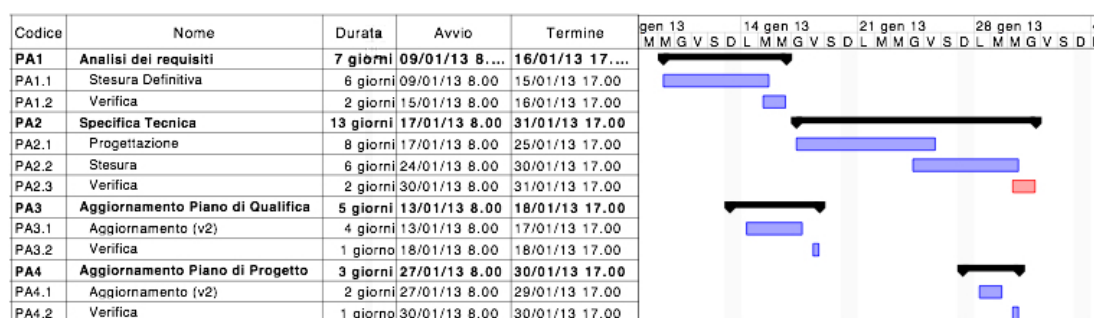 Codice Nome Durata Avvio Termine gen 13 14 gen 13 21 gen 13 28 gen 13
M M G V S D L M M G V S D L M M G V S D L M M G V S D
PA1 Analisi dei requisiti 7 giorni 09/01/13 8.... 16/01/13 17....
PA1.1 Stesura Definitiva 6 giorni 09/01/13 8.00 15/01/13 17.00
PA1.2 Verifica 2 giorni 15/01/13 8.00 16/01/13 17.00
PA2 Specifica Tecnica 13 giorni 17/01/13 8.00 31/01/13 17.00
PA2.1 Progettazione 8 giorni 17/01/13 8.00 25/01/13 17.00
PA2.2 Stesura 6 giorni 24/01/13 8.00 30/01/13 17.00
PA2.3 Verifica 2 giorni 30/01/13 8.00 31/01/13 17.00
PA3 Aggiornamento Piano di Qualifica 5 giorni 13/01/13 8.00 18/01/13 17.00
PA3.1 Aggiornamento (v2) 4 giorni 13/01/13 8.00 17/01/13 17.00
PA3.2 Verifica 1 giorno 18/01/13 8.00 18/01/13 17.00
PA4 Aggiornamento Piano di Progetto 3 giorni 27/01/13 8.00 30/01/13 17.00
PA4.1 Aggiornamento (v2) 2 giorni 27/01/13 8.00 29/01/13 17.00
PA4.2 Verifica 1 giorno 30/01/13 8.00 30/01/13 17.00